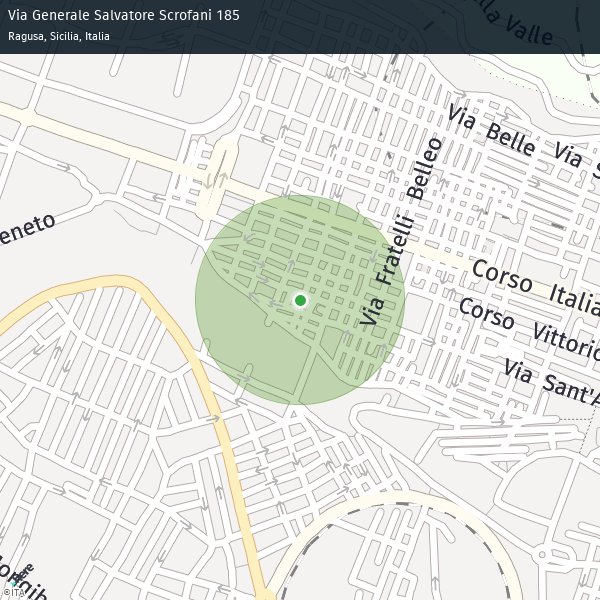 Via Generale Salvatore Scrofani 185
Ragusa, Sicilia, Italia
lla Valle
Via Belle
Via S
Via Fratelli Belleo
eneto
Corso Italia
Corso Vittorio
Via Sant'A
here
©ITA